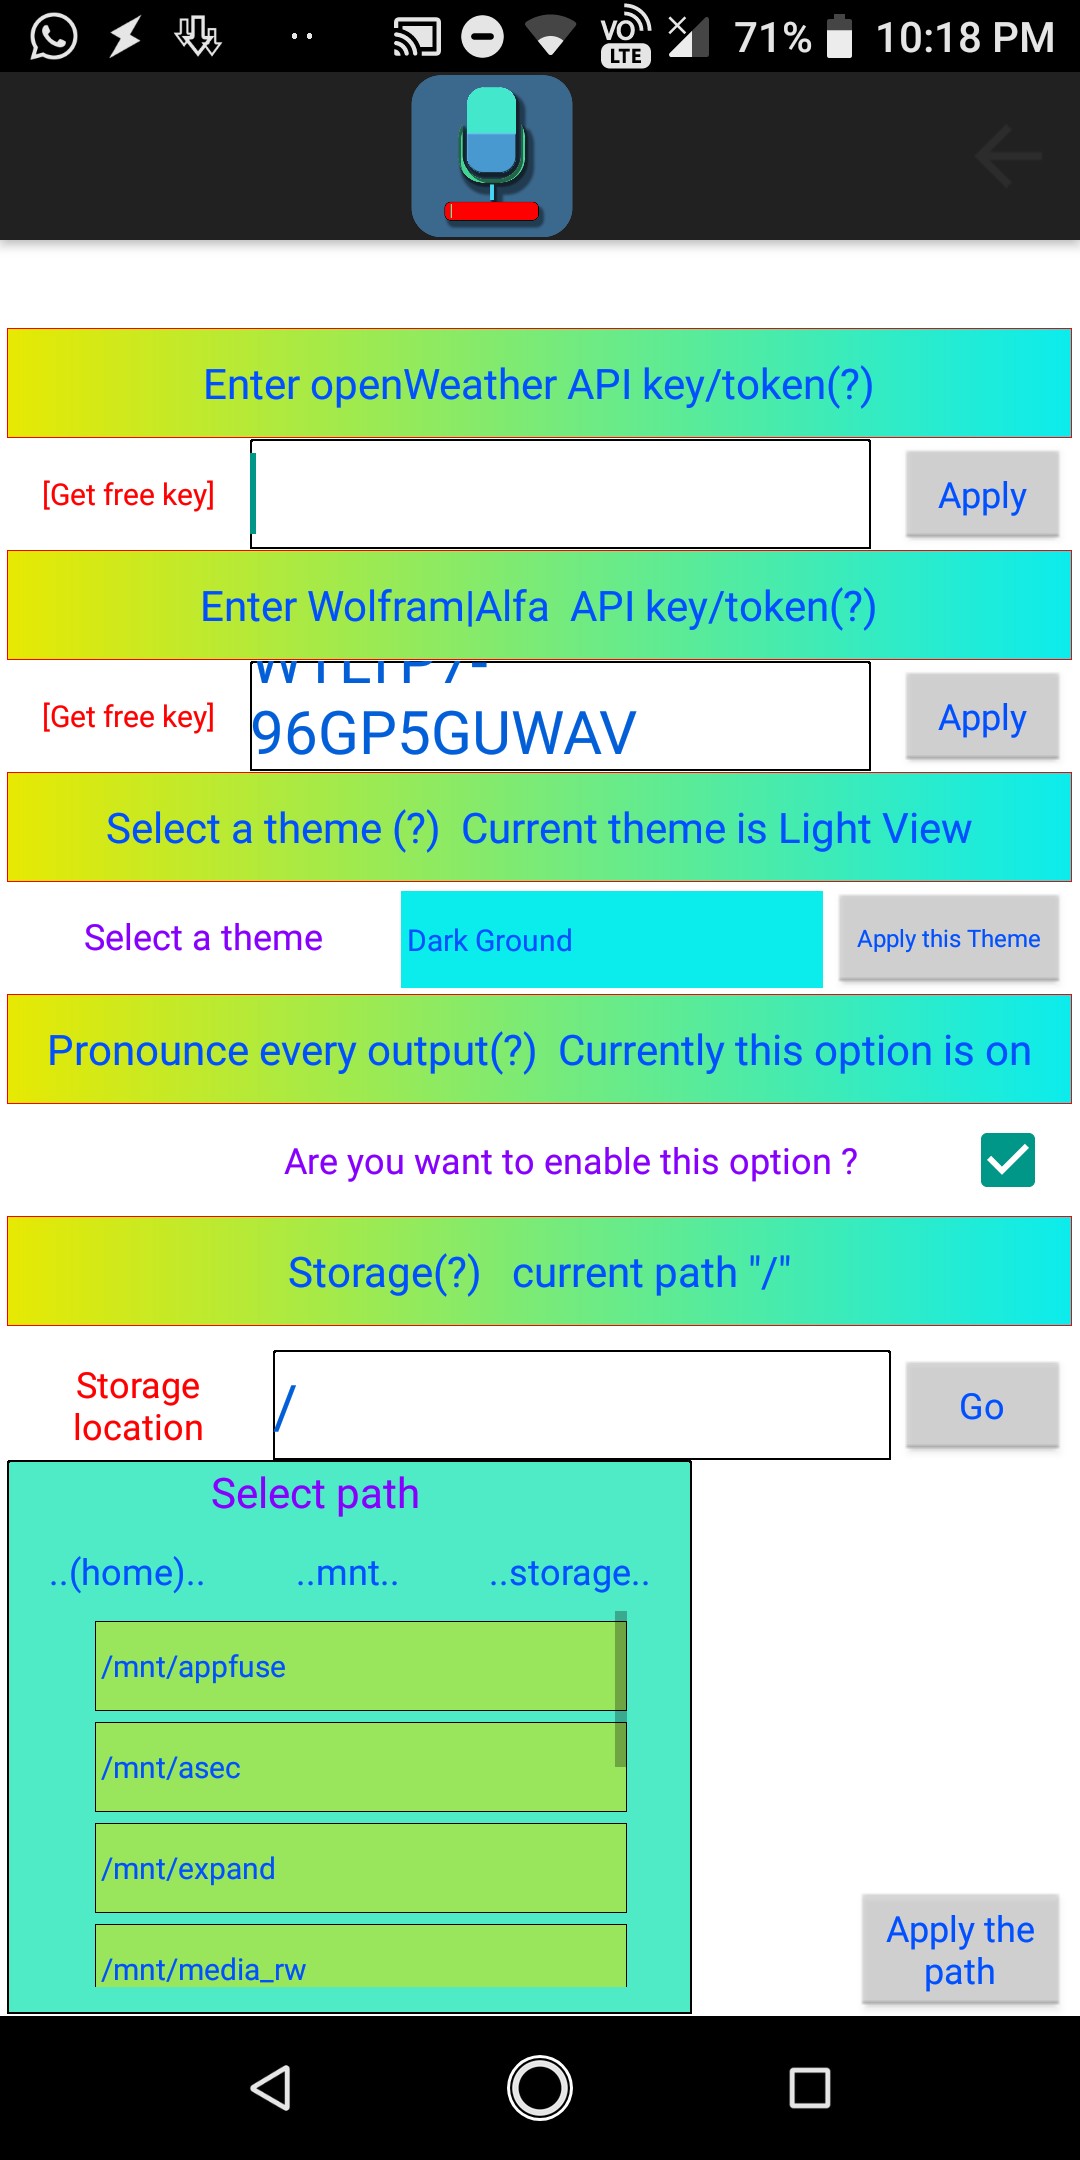 VO
LTE
71%
10:18 PM
Enter openWeather API key/token(?)
[Get free key]
Apply
Enter Wolfram|Alfa API key/token(?)
[Get free key]
96GP5GUWAV
Apply
Select a theme (?) Current theme is Light View
Select a theme
Dark Ground
Apply this Theme
Pronounce every output(?) Currently this option is on
Are you want to enable this option ?
Storage(?) current path "/"
Storage
location
/
Go
Select path
..(home)..
..mnt..
..storage..
/mnt/appfuse
/mnt/asec
/mnt/expand
/mnt/media_rw
Apply the
path